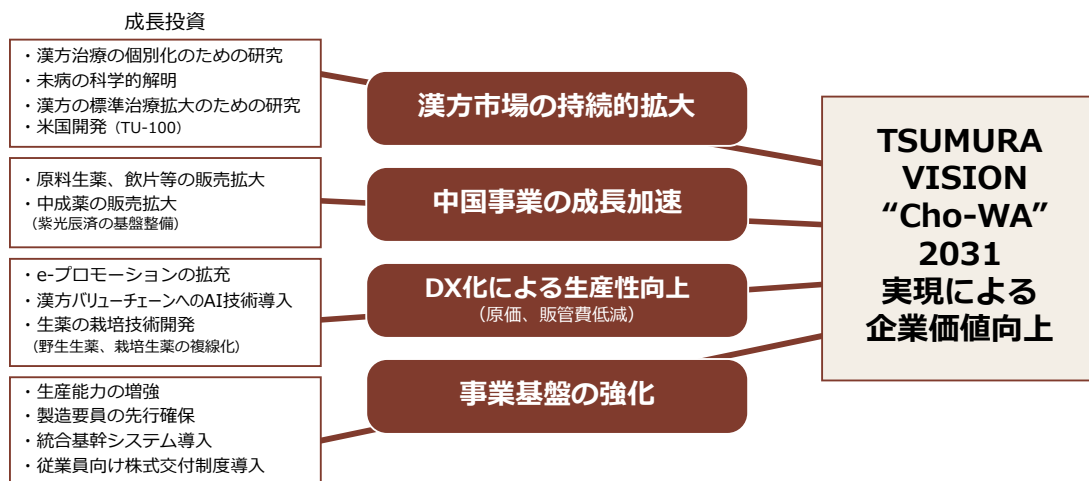 成長投資
・漢方治療の個別化のための研究
・未病の科学的解明
・漢方の標準治療拡大のための研究
・米国開発（TU-100）
漢方市場の持続的拡大
・原料生薬、飲片等の販売拡大
・中成薬の販売拡大
（紫光辰済の基盤整備）
中国事業の成長加速
・e-プロモーションの拡充
・漢方バリューチェーンへのAI技術導入
・生薬の栽培技術開発
（野生生薬、栽培生薬の複線化）
DX化による生産性向上
（原価、販管費低減）
・生産能力の増強
・製造要員の先行確保
・統合基幹システム導入
・従業員向け株式交付制度導入
事業基盤の強化
TSUMURA
VISION
“Cho-WA”
2031
実現による
企業価値向上